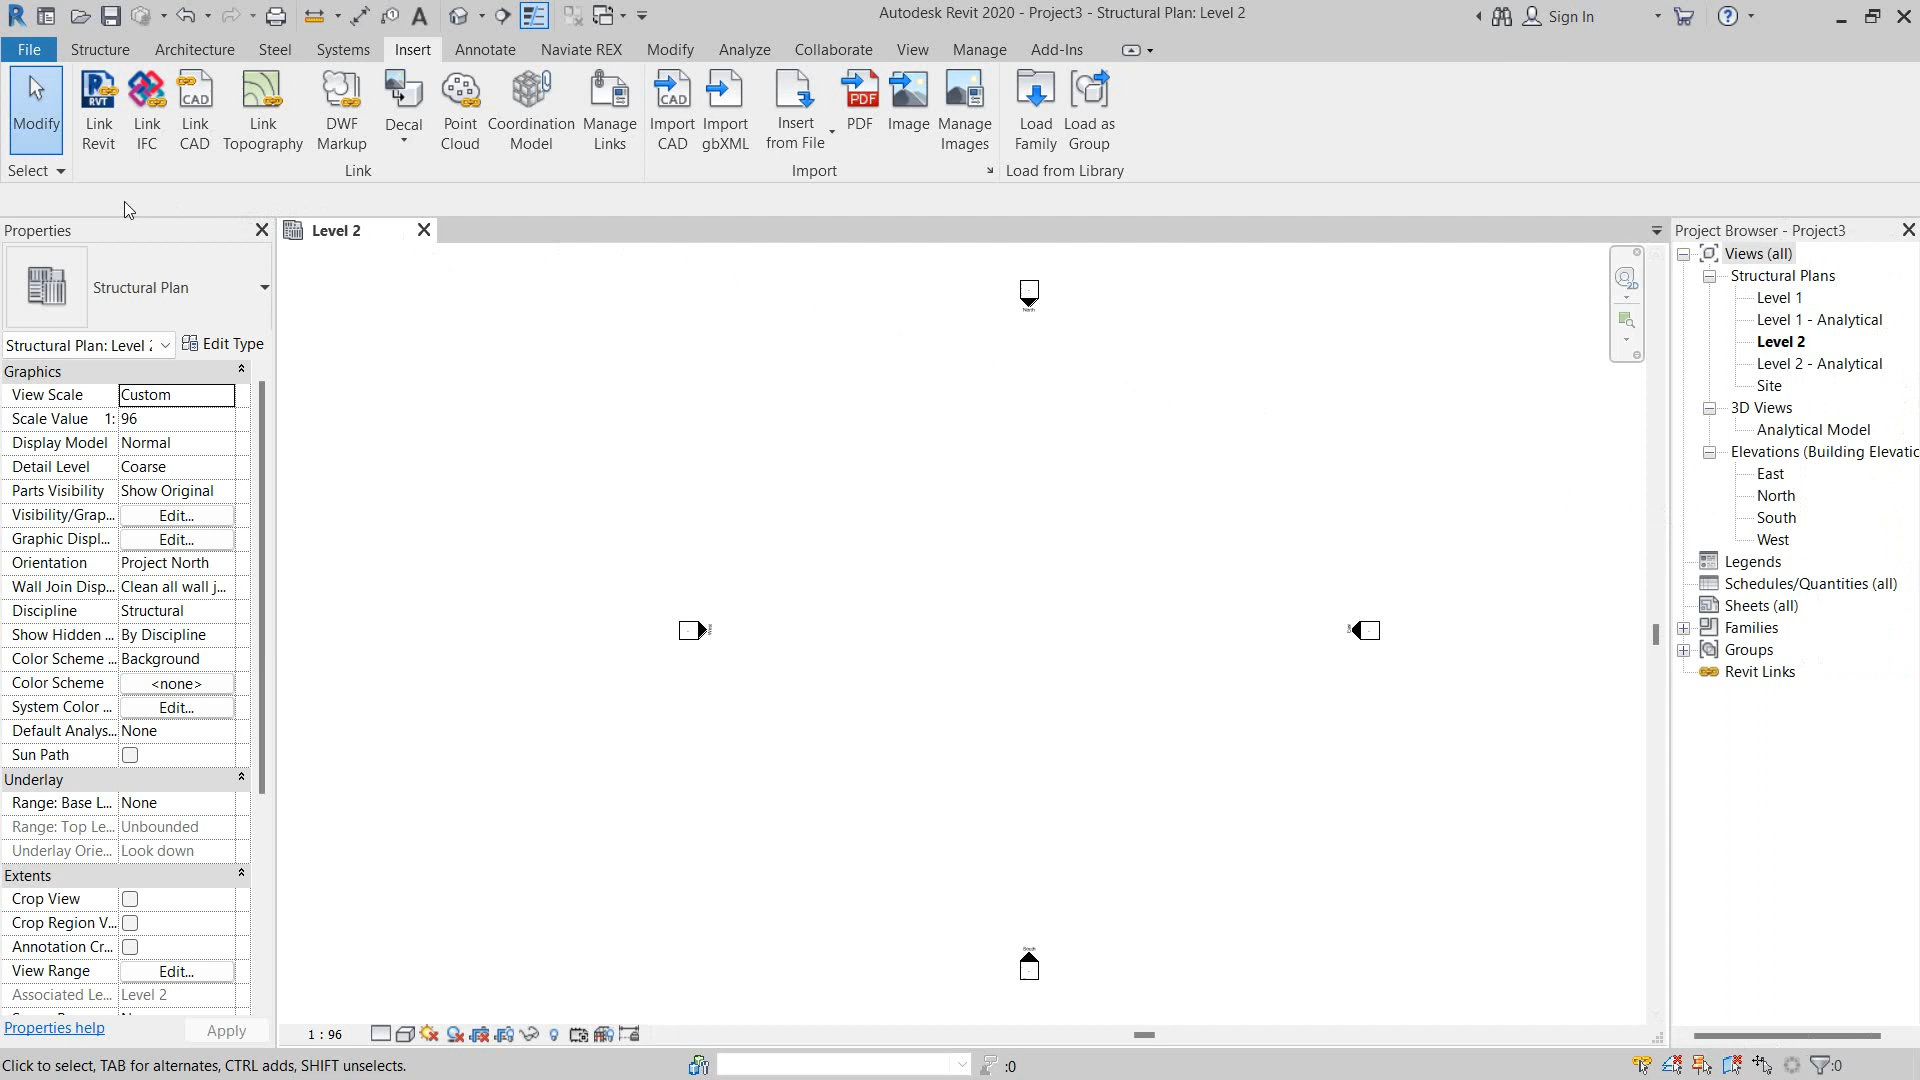 Autodesk Revit 2020 - Project3 - Structural Plan: Level 2
Sign In
File Structure Architecture Steel Systems Insert Annotate Naviate REX Modify Analyze Collaborate View Manage Add-Ins
Modify
Link Revit
Link IFC
Link CAD
Link Topography
DWF Markup
Decal
Point Cloud
Coordination Model
Manage Links
Import CAD
Import gbXML
Insert from File
PDF
Image
Manage Images
Load Family
Load as Group
Select
Link
Import
Load from Library
Properties
Structural Plan
Structural Plan: Level 2
Edit Type
Graphics
View Scale Custom
Scale Value 1: 96
Display Model Normal
Detail Level Coarse
Parts Visibility Show Original
Visibility/Grap... Edit...
Graphic Displ... Edit...
Orientation Project North
Wall Join Disp... Clean all wall j...
Discipline Structural
Show Hidden ... By Discipline
Color Scheme ... Background
Color Scheme <none>
System Color ... Edit...
Default Analys... None
Sun Path
Underlay
Range: Base L... None
Range: Top Le... Unbounded
Underlay Orie... Look down
Extents
Crop View
Crop Region V...
Annotation Cr...
View Range Edit...
Associated Le... Level 2
Properties help
Apply
Level 2
North
South
2D
1 : 96
Project Browser - Project3
Views (all)
Structural Plans
Level 1
Level 1 - Analytical
Level 2
Level 2 - Analytical
Site
3D Views
Analytical Model
Elevations (Building Elevatic
East
North
South
West
Legends
Schedules/Quantities (all)
Sheets (all)
Families
Groups
Revit Links
Click to select, TAB for alternates, CTRL adds, SHIFT unselects.
:0
:0